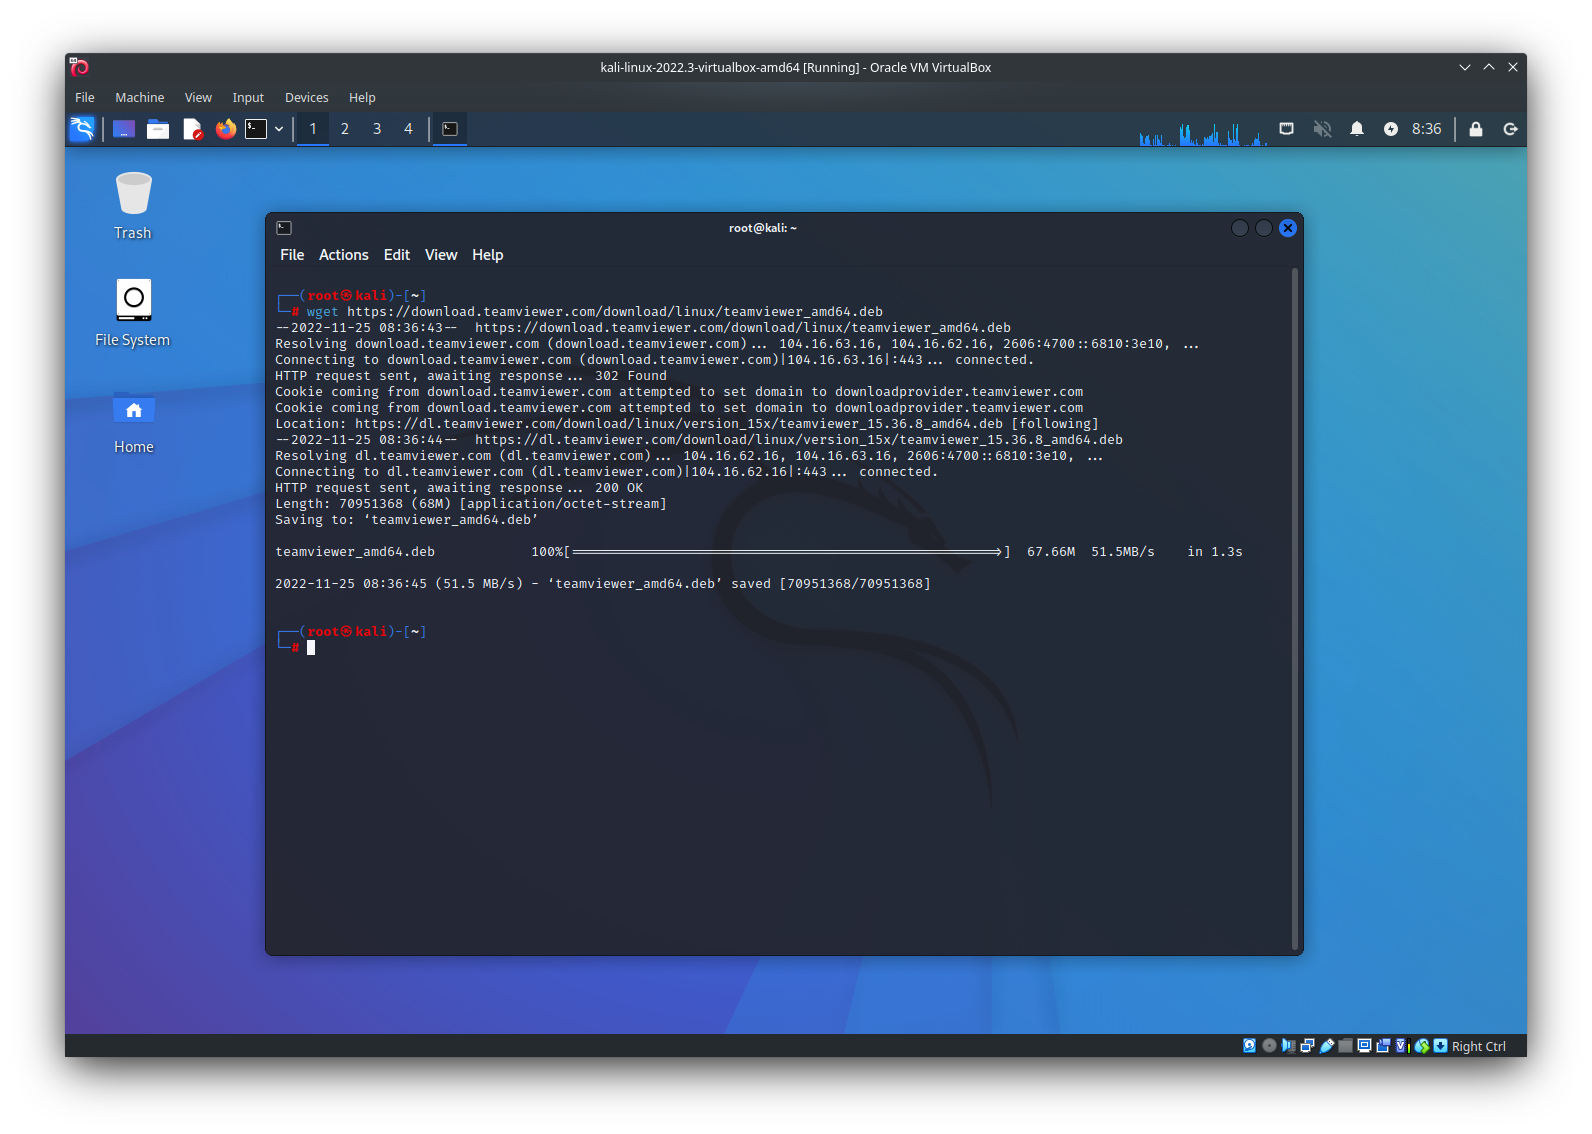 kali-linux-2022.3-virtualbox-amd64 [Running] - Oracle VM VirtualBox
File Machine View Input Devices Help
1 2 3 4 8:36
Trash
File System
Home
root@kali: ~
File Actions Edit View Help
┌──(root㉿kali)-[~]
└─# wget https://download.teamviewer.com/download/linux/teamviewer_amd64.deb
--2022-11-25 08:36:43-- https://download.teamviewer.com/download/linux/teamviewer_amd64.deb
Resolving download.teamviewer.com (download.teamviewer.com)... 104.16.63.16, 104.16.62.16, 2606:4700::6810:3e10, ...
Connecting to download.teamviewer.com (download.teamviewer.com)|104.16.63.16|:443... connected.
HTTP request sent, awaiting response... 302 Found
Cookie coming from download.teamviewer.com attempted to set domain to downloadprovider.teamviewer.com
Cookie coming from download.teamviewer.com attempted to set domain to downloadprovider.teamviewer.com
Location: https://dl.teamviewer.com/download/linux/version_15x/teamviewer_15.36.8_amd64.deb [following]
--2022-11-25 08:36:44-- https://dl.teamviewer.com/download/linux/version_15x/teamviewer_15.36.8_amd64.deb
Resolving dl.teamviewer.com (dl.teamviewer.com)... 104.16.62.16, 104.16.63.16, 2606:4700::6810:3e10, ...
Connecting to dl.teamviewer.com (dl.teamviewer.com)|104.16.62.16|:443... connected.
HTTP request sent, awaiting response... 200 OK
Length: 70951368 (68M) [application/octet-stream]
Saving to: ‘teamviewer_amd64.deb’
teamviewer_amd64.deb 100%[=====================================================>] 67.66M 51.5MB/s in 1.3s
2022-11-25 08:36:45 (51.5 MB/s) - ‘teamviewer_amd64.deb’ saved [70951368/70951368]
┌──(root㉿kali)-[~]
└─#
Right Ctrl